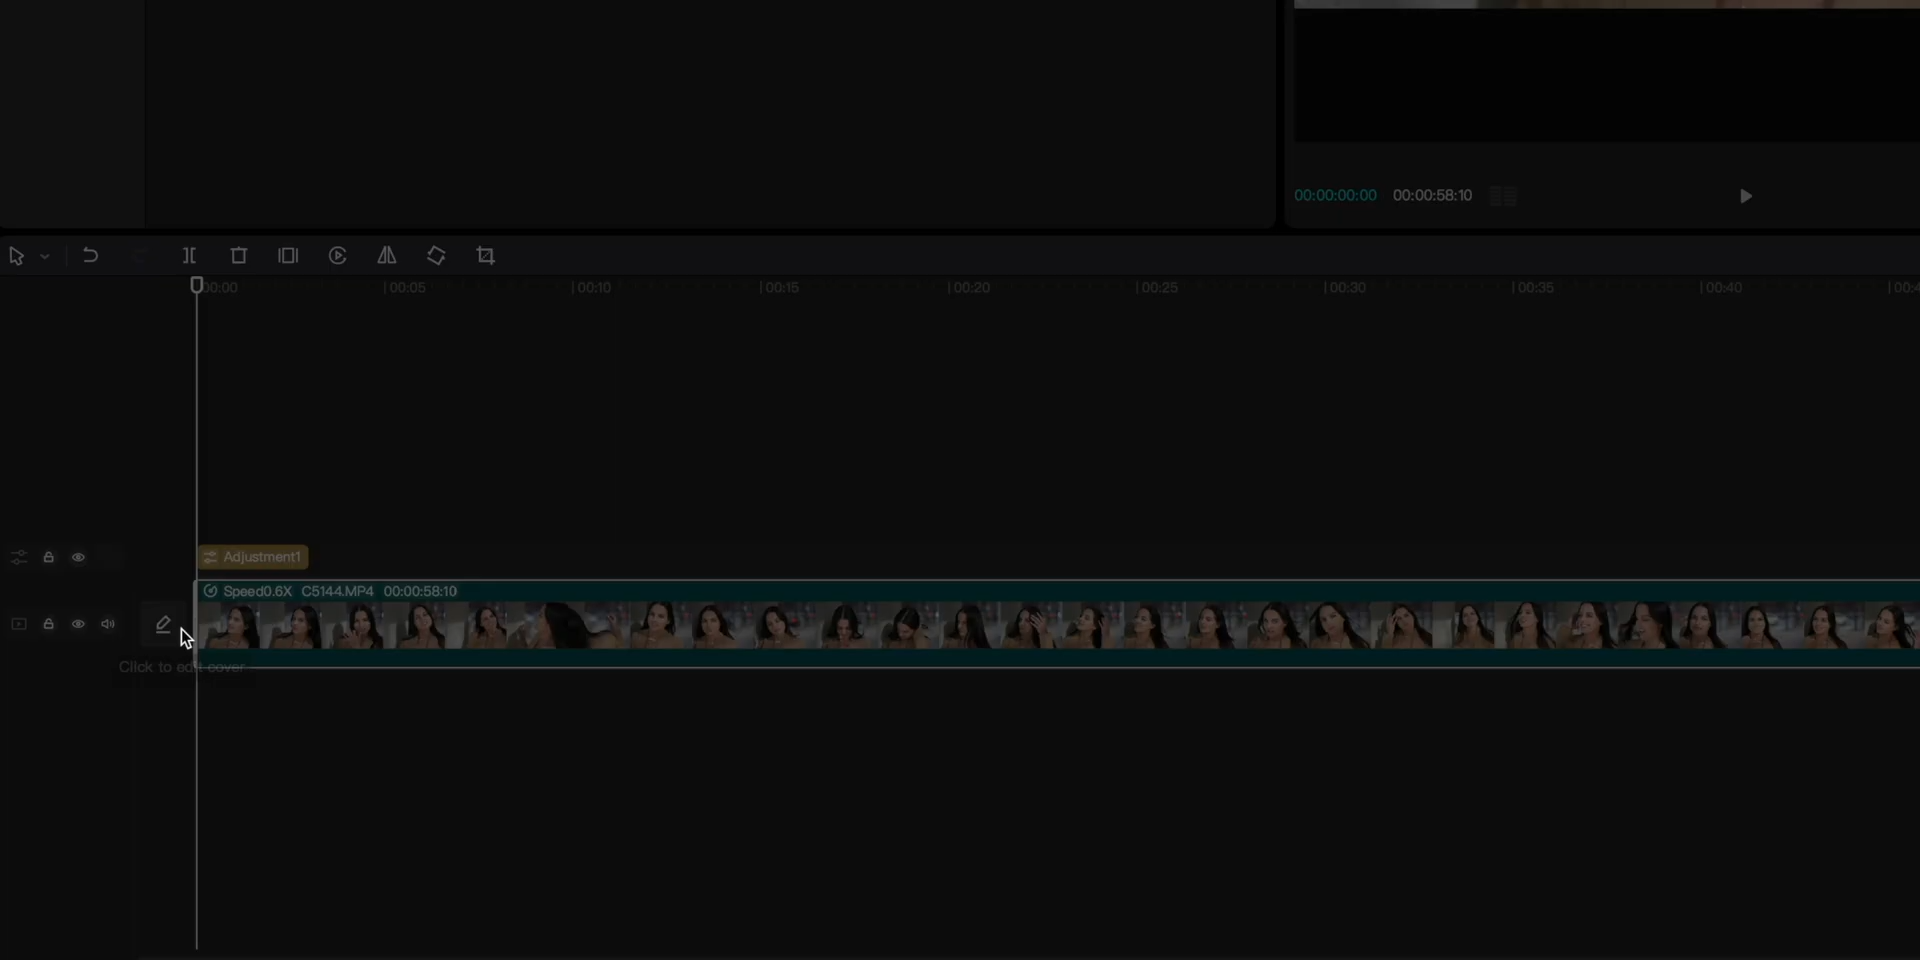 00:00:00:00 00:00:58:10
00:00 00:05 00:10 00:15 00:20 00:25 00:30 00:35 00:40
Adjustment1
Speed0.6X C5144.MP4 00:00:58:10
Click to edit cover